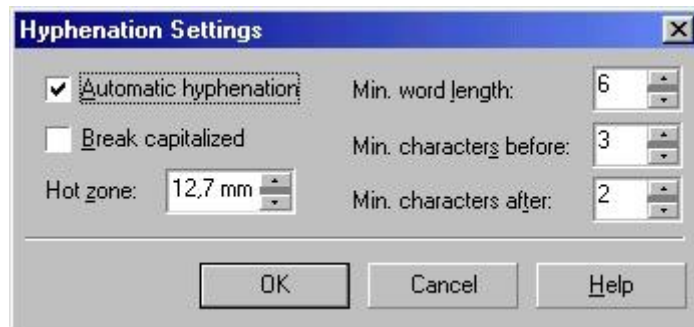 Hyphenation Settings
Automatic hyphenation
Min. word length: 6
Break capitalized
Min. characters before: 3
Hot zone: 12,7 mm
Min. characters after: 2
OK Cancel Help